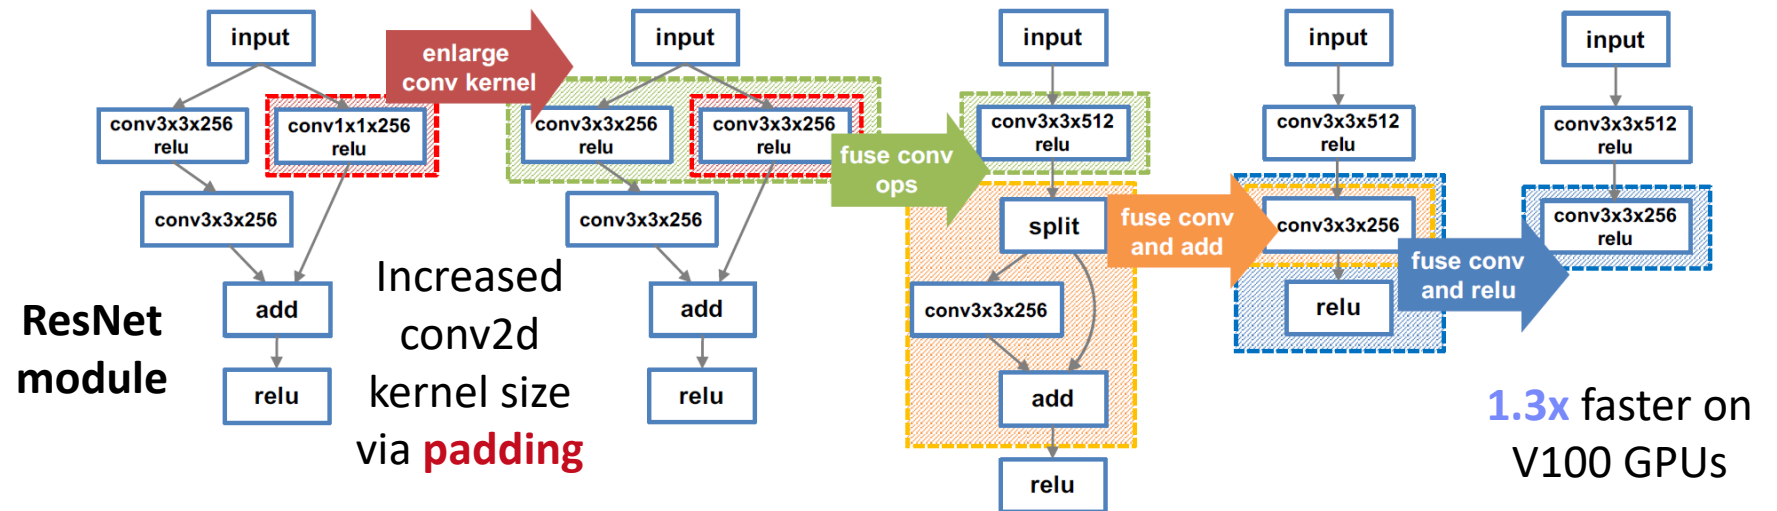 input
conv3x3x256
relu
conv1x1x256
relu
conv3x3x256
add
relu
ResNet
module
enlarge
conv kernel
Increased
conv2d
kernel size
via padding
input
conv3x3x256
relu
conv3x3x256
relu
conv3x3x256
add
relu
fuse conv
ops
input
conv3x3x512
relu
split
conv3x3x256
add
relu
fuse conv
and add
input
conv3x3x512
relu
conv3x3x256
relu
fuse conv
and relu
input
conv3x3x512
relu
conv3x3x256
relu
1.3x faster on
V100 GPUs